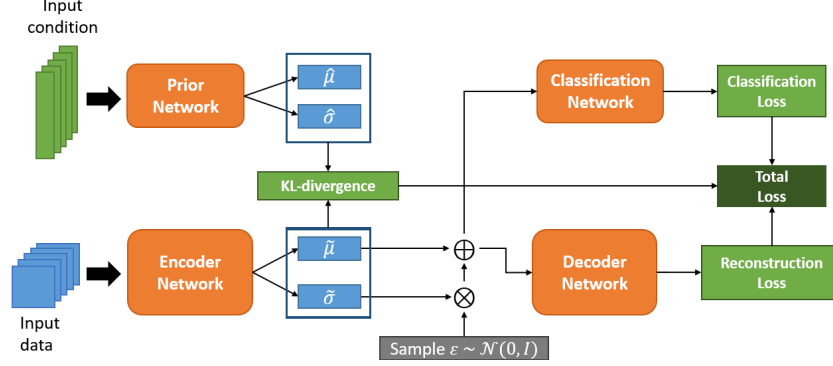 Input
condition
Prior
Network
μ̂
σ̂
Classification
Network
Classification
Loss
KL-divergence
Total
Loss
Encoder
Network
μ̃
σ̃
⊕
⊗
Decoder
Network
Reconstruction
Loss
Input
data
Sample ε ~ 𝒩(0, I)